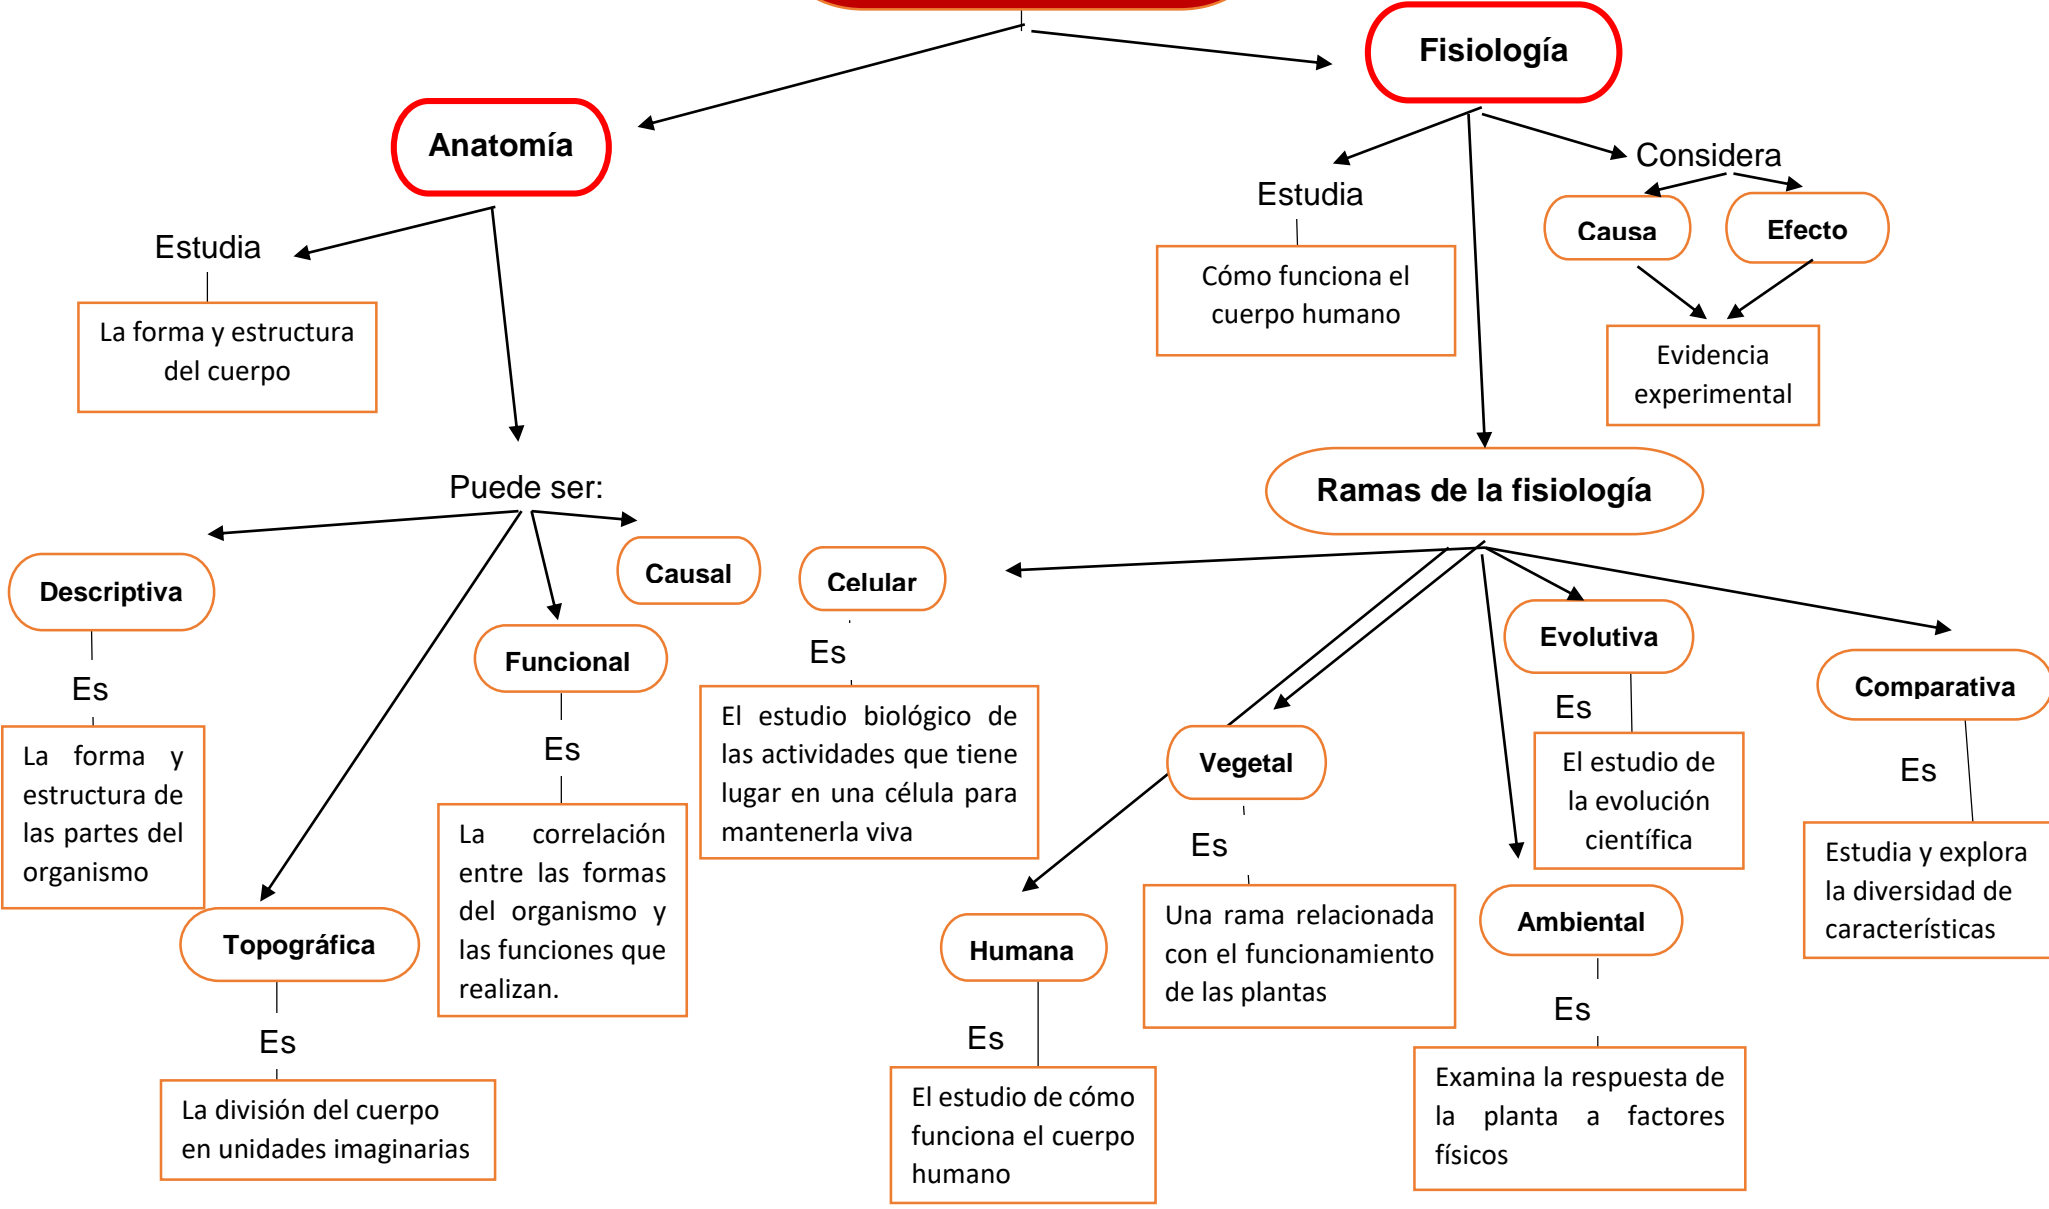 Fisiología
Anatomía
Considera
Estudia
Causa
Efecto
Estudia
Cómo funciona el
cuerpo humano
La forma y estructura
del cuerpo
Evidencia
experimental
Puede ser:
Ramas de la fisiología
Descriptiva
Causal
Celular
Funcional
Evolutiva
Comparativa
Es
Es
Es
Es
Es
Vegetal
Es
La forma y
estructura de
las partes del
organismo
El estudio biológico de
las actividades que tiene
lugar en una célula para
mantenerla viva
El estudio de
la evolución
científica
La correlación
entre las formas
del organismo y
las funciones que
realizan.
Es
Estudia y explora
la diversidad de
características
Topográfica
Humana
Una rama relacionada
con el funcionamiento
de las plantas
Ambiental
Es
Es
Es
La división del cuerpo
en unidades imaginarias
El estudio de cómo
funciona el cuerpo
humano
Examina la respuesta de
la planta a factores
físicos